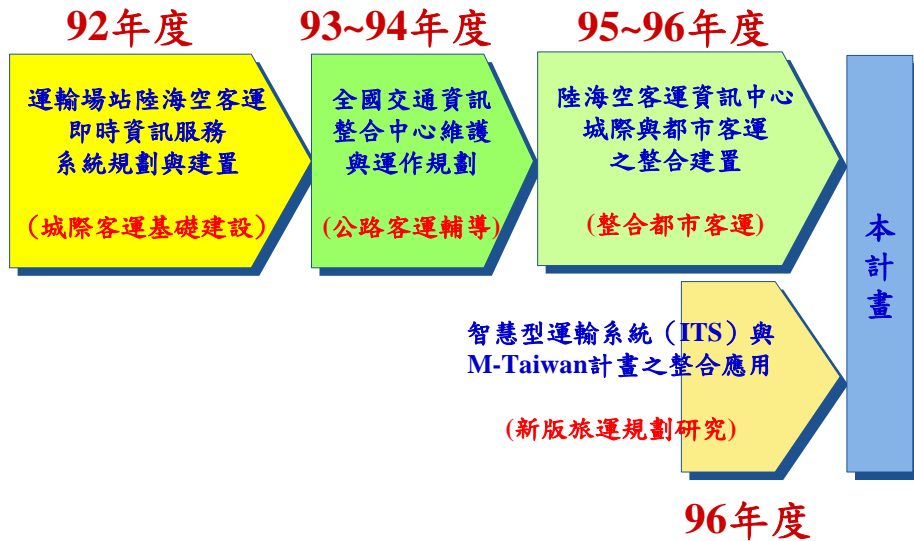 92年度
運輸場站陸海空客運
即時資訊服務
系統規劃與建置
（城際客運基礎建設）
93~94年度
全國交通資訊
整合中心維護
與運作規劃
(公路客運輔導)
95~96年度
陸海空客運資訊中心
城際與都市客運
之整合建置
(整合都市客運)
智慧型運輸系統（ITS）與
M-Taiwan計畫之整合應用
(新版旅運規劃研究)
96年度
本
計
畫